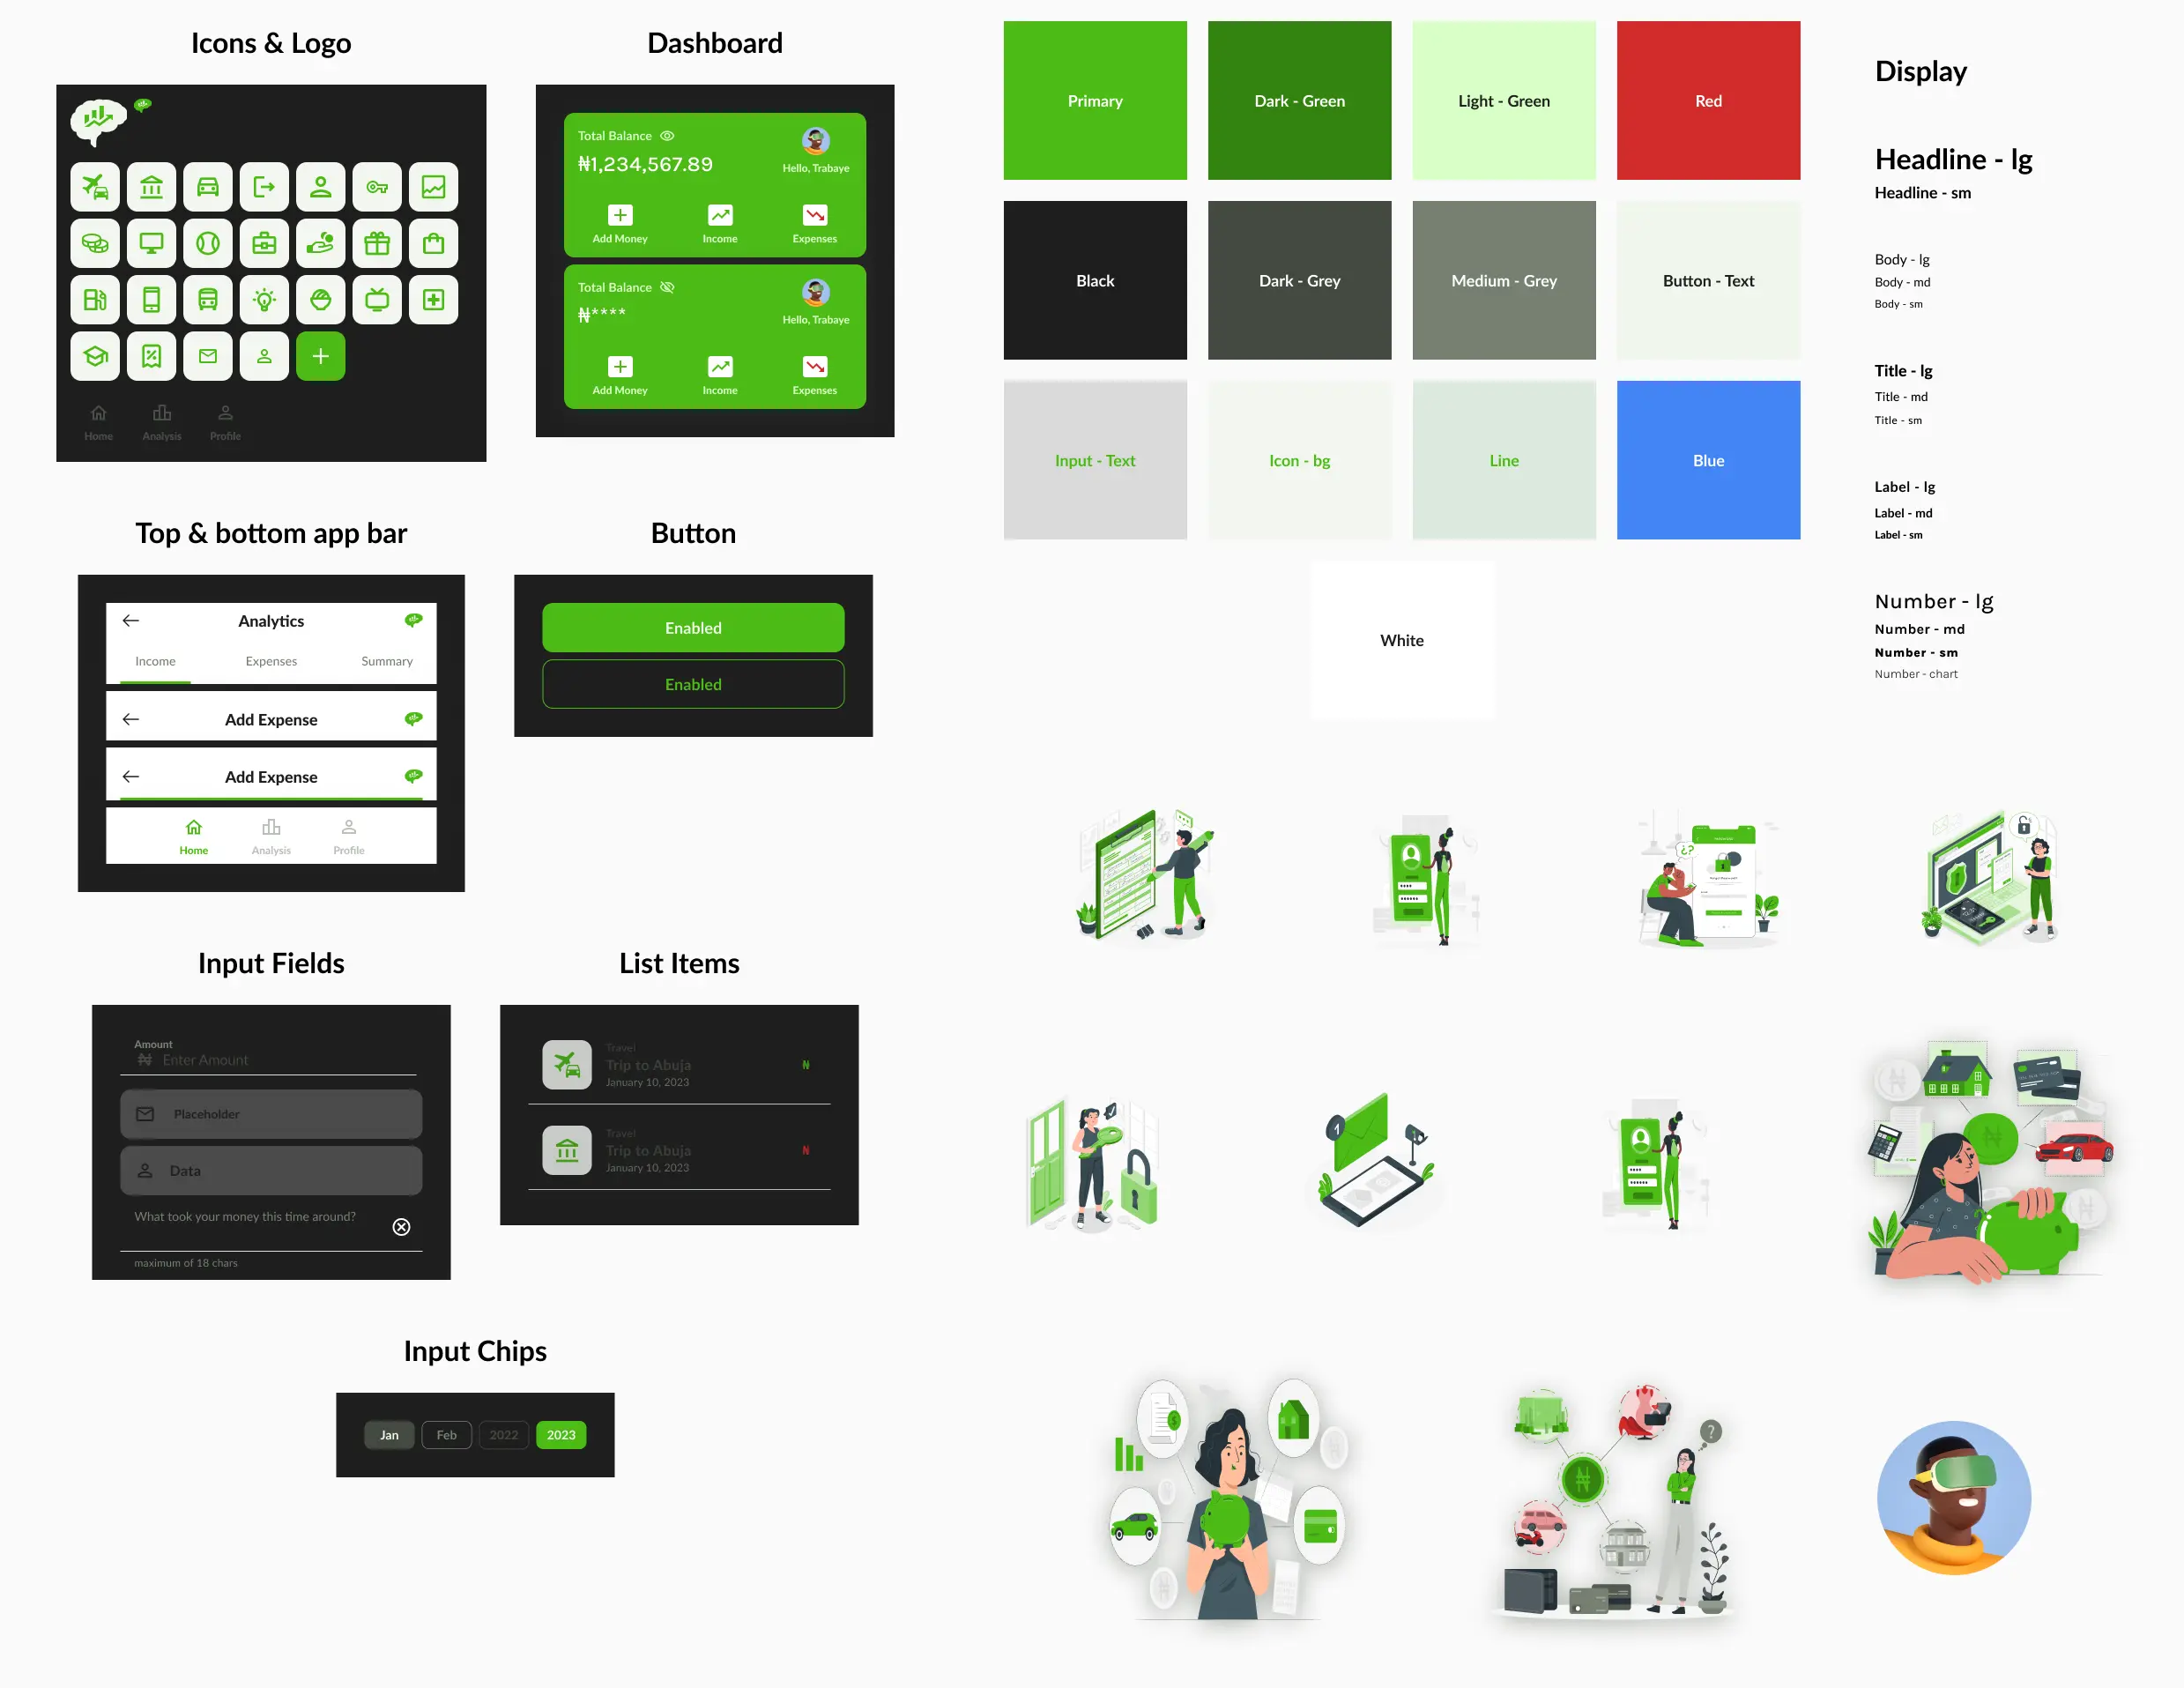 Icons & Logo
Home
Analysis
Profile
Dashboard
Total Balance
₦1,234,567.89
Hello, Trabaye
Add Money
Income
Expenses
Total Balance
₦****
Hello, Trabaye
Add Money
Income
Expenses
Top & bottom app bar
Analytics
Income
Expenses
Summary
Add Expense
Add Expense
Home
Analysis
Profile
Button
Enabled
Enabled
Input Fields
Amount
₦ Enter Amount
Placeholder
Data
What took your money this time around?
maximum of 18 chars
List Items
Travel
Trip to Abuja
January 10, 2023
₦
Travel
Trip to Abuja
January 10, 2023
₦
Input Chips
Jan
Feb
2022
2023
Primary
Dark - Green
Light - Green
Red
Black
Dark - Grey
Medium - Grey
Button - Text
Input - Text
Icon - bg
Line
Blue
White
Display
Headline - lg
Headline - sm
Body - lg
Body - md
Body - sm
Title - lg
Title - md
Title - sm
Label - lg
Label - md
Label - sm
Number - lg
Number - md
Number - sm
Number - chart
¿?
1
₦
$
₦
?